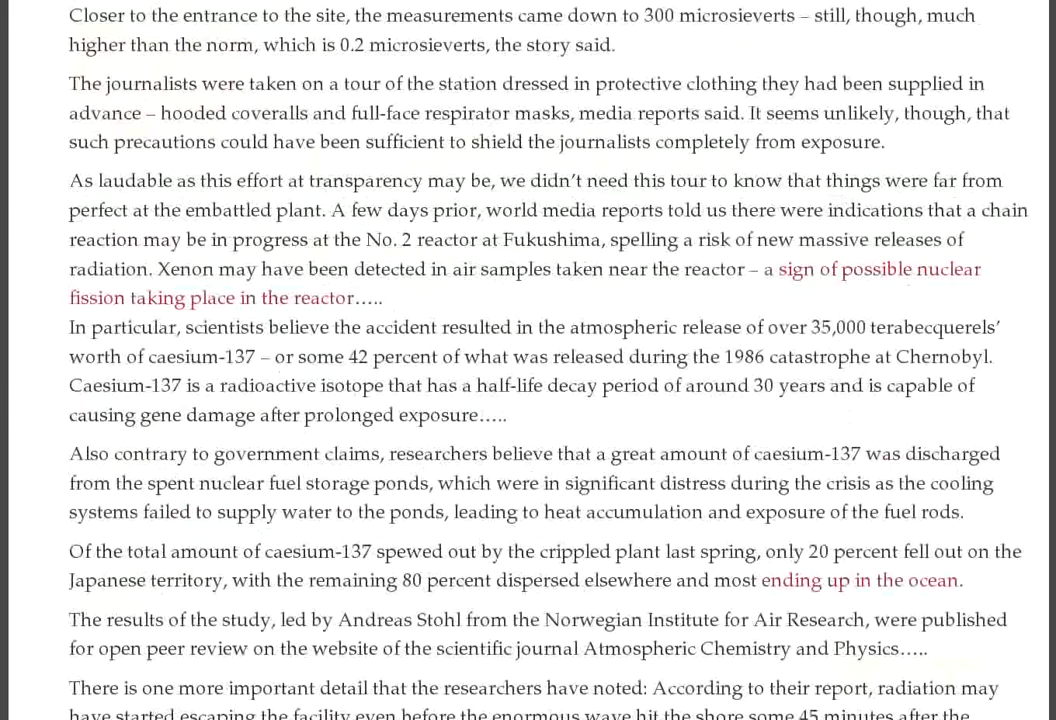 Closer to the entrance to the site, the measurements came down to 300 microsieverts – still, though, much
higher than the norm, which is 0.2 microsieverts, the story said.
The journalists were taken on a tour of the station dressed in protective clothing they had been supplied in
advance – hooded coveralls and full-face respirator masks, media reports said. It seems unlikely, though, that
such precautions could have been sufficient to shield the journalists completely from exposure.
As laudable as this effort at transparency may be, we didn’t need this tour to know that things were far from
perfect at the embattled plant. A few days prior, world media reports told us there were indications that a chain
reaction may be in progress at the No. 2 reactor at Fukushima, spelling a risk of new massive releases of
radiation. Xenon may have been detected in air samples taken near the reactor – a sign of possible nuclear
fission taking place in the reactor…..
In particular, scientists believe the accident resulted in the atmospheric release of over 35,000 terabecquerels’
worth of caesium-137 – or some 42 percent of what was released during the 1986 catastrophe at Chernobyl.
Caesium-137 is a radioactive isotope that has a half-life decay period of around 30 years and is capable of
causing gene damage after prolonged exposure…..
Also contrary to government claims, researchers believe that a great amount of caesium-137 was discharged
from the spent nuclear fuel storage ponds, which were in significant distress during the crisis as the cooling
systems failed to supply water to the ponds, leading to heat accumulation and exposure of the fuel rods.
Of the total amount of caesium-137 spewed out by the crippled plant last spring, only 20 percent fell out on the
Japanese territory, with the remaining 80 percent dispersed elsewhere and most ending up in the ocean.
The results of the study, led by Andreas Stohl from the Norwegian Institute for Air Research, were published
for open peer review on the website of the scientific journal Atmospheric Chemistry and Physics…..
There is one more important detail that the researchers have noted: According to their report, radiation may
have started escaping the facility even before the enormous wave hit the shore some 45 minutes after the